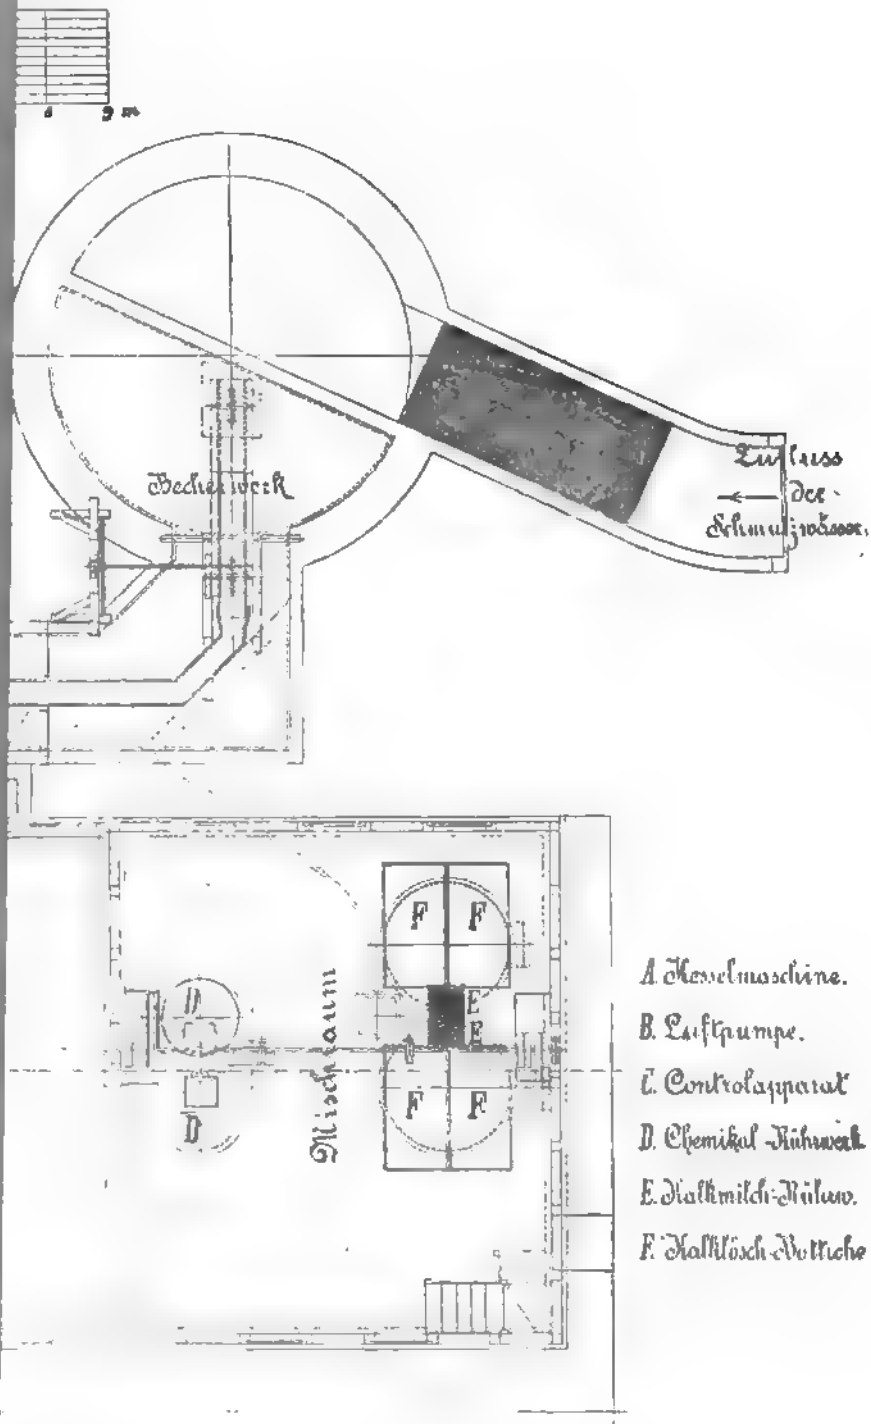 9 m
Becherwerk
Zufluss
der
Schmutzwässer.
Mischraum
F F
D
E
E
F F
D
A. Kesselmaschine.
B. Luftpumpe.
C. Controlapparat
D. Chemikal-Rührwerk
E. Kalkmilch-Rührw.
F. Kalklösch-Bottiche